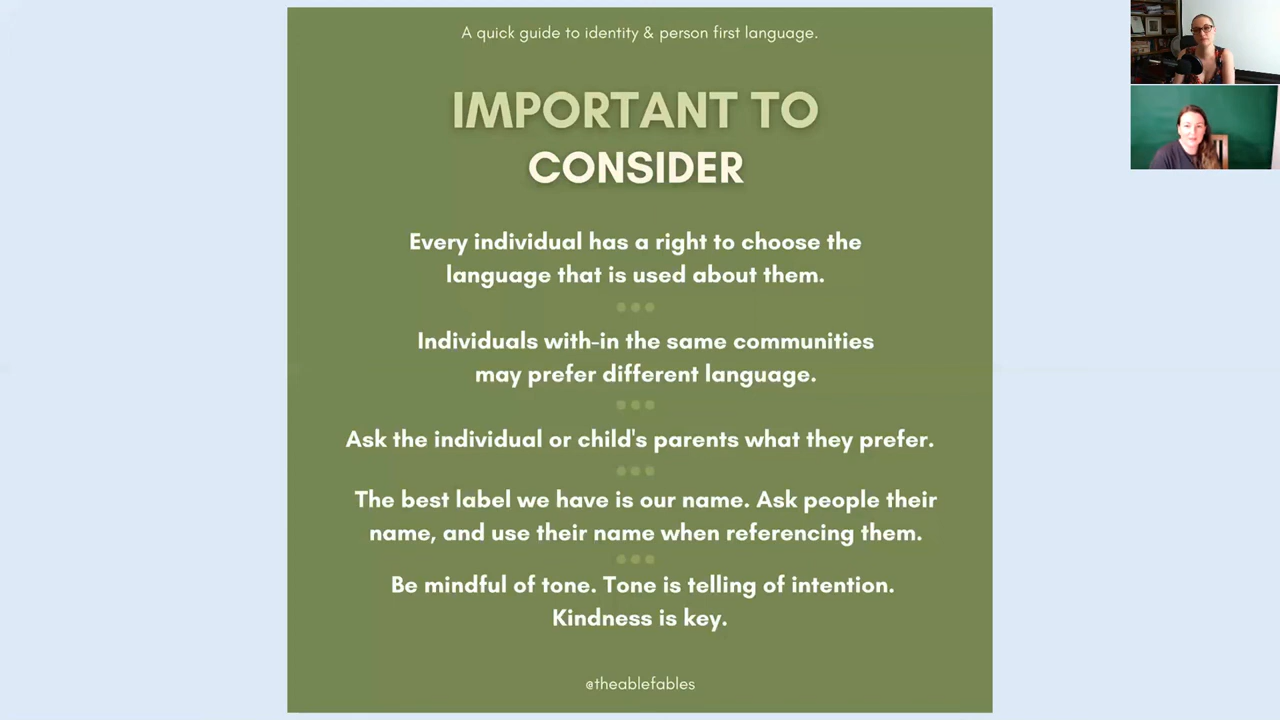 A quick guide to identity & person first language.
IMPORTANT TO
CONSIDER
Every individual has a right to choose the
language that is used about them.
Individuals with-in the same communities
may prefer different language.
Ask the individual or child's parents what they prefer.
The best label we have is our name. Ask people their
name, and use their name when referencing them.
Be mindful of tone. Tone is telling of intention.
Kindness is key.
@theablefables